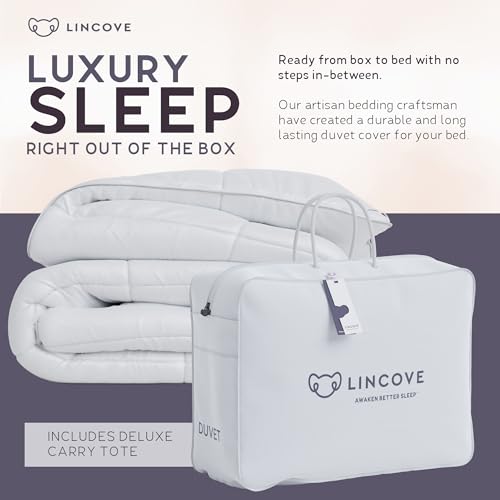 LINCOVE
LUXURY
SLEEP
RIGHT OUT OF THE BOX
Ready from box to bed with no
steps in-between.
Our artisan bedding craftsman
have created a durable and long
lasting duvet cover for your bed.
LINCOVE
LINCOVE
AWAKEN BETTER SLEEP
DUVET
INCLUDES DELUXE
CARRY TOTE